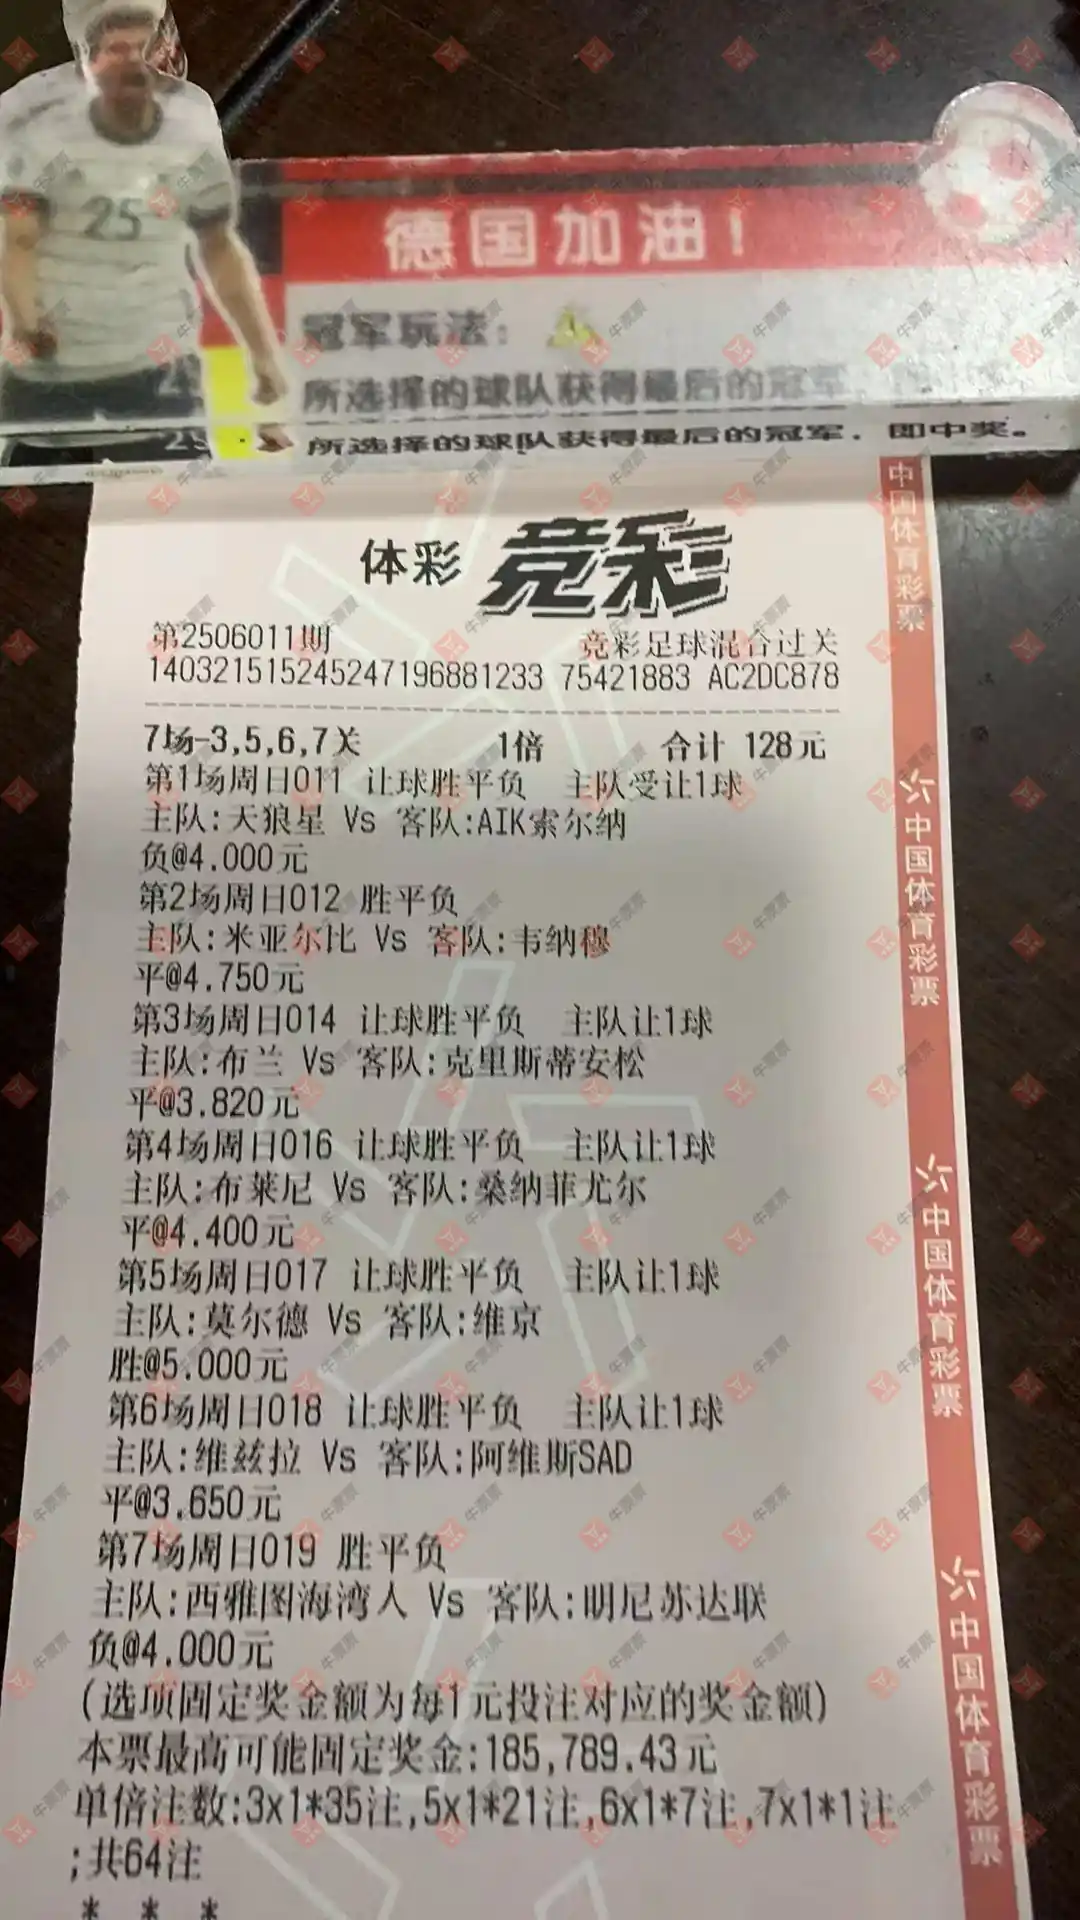 25
德国加油！
冠军玩法：
所选择的球队获得最后的冠军
所选择的球队获得最后的冠军，即中奖。
体彩 竞彩
第2506011期 竞彩足球混合过关
140321515245247196881233 75421883 AC2DC878
7场-3,5,6,7关 1倍 合计 128元
第1场周日011 让球胜平负 主队受让1球
主队:天狼星 Vs 客队:AIK索尔纳
负@4.000元
第2场周日012 胜平负
主队:米亚尔比 Vs 客队:韦纳穆
平@4.750元
第3场周日014 让球胜平负 主队让1球
主队:布兰 Vs 客队:克里斯蒂安松
平@3.820元
第4场周日016 让球胜平负 主队让1球
主队:布莱尼 Vs 客队:桑纳菲尤尔
平@4.400元
第5场周日017 让球胜平负 主队让1球
主队:莫尔德 Vs 客队:维京
胜@5.000元
第6场周日018 让球胜平负 主队让1球
主队:维兹拉 Vs 客队:阿维斯SAD
平@3.650元
第7场周日019 胜平负
主队:西雅图海湾人 Vs 客队:明尼苏达联
负@4.000元
(选项固定奖金额为每1元投注对应的奖金额)
本票最高可能固定奖金:185,789.43元
单倍注数:3x1*35注,5x1*21注,6x1*7注,7x1*1注
;共64注
* * *
中国体育彩票
中国体育彩票
中国体育彩票
中国体育彩票
牛票票